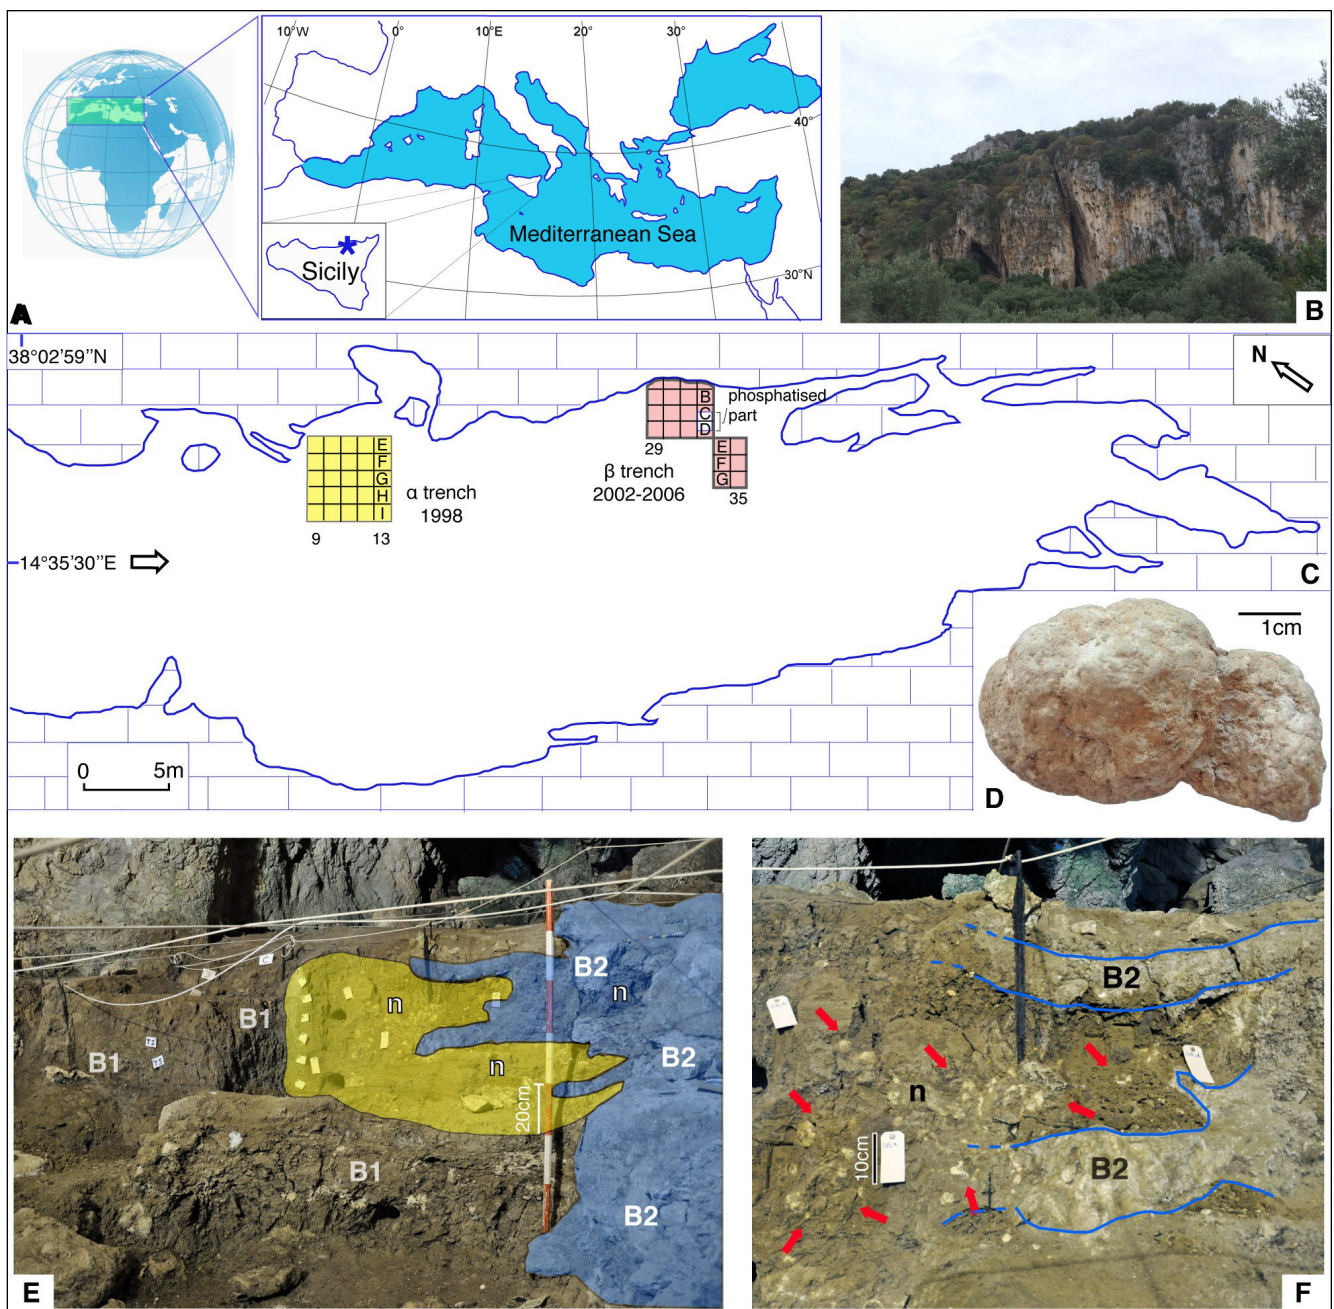 10°W
0°
10°E
20°
30°
40°
30°N
Mediterranean Sea
Sicily
A
B
38°02'59"N
N
B
C
D
phosphatised
part
29
E
F
G
35
β trench
2002-2006
E
F
G
H
I
9
13
α trench
1998
14°35'30"E
C
0
5m
1cm
D
B2
n
B1
n
B2
B1
n
20cm
B1
B2
E
B2
n
10cm
B2
F